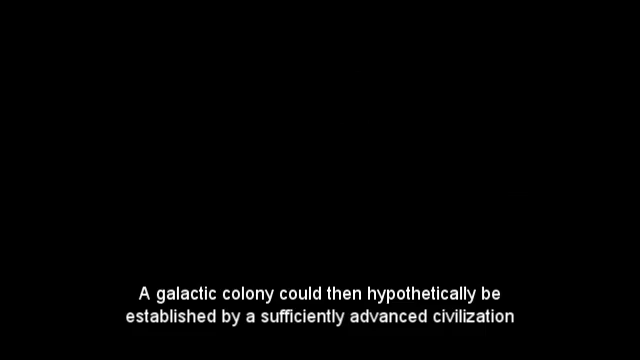 A galactic colony could then hypothetically be
established by a sufficiently advanced civilization